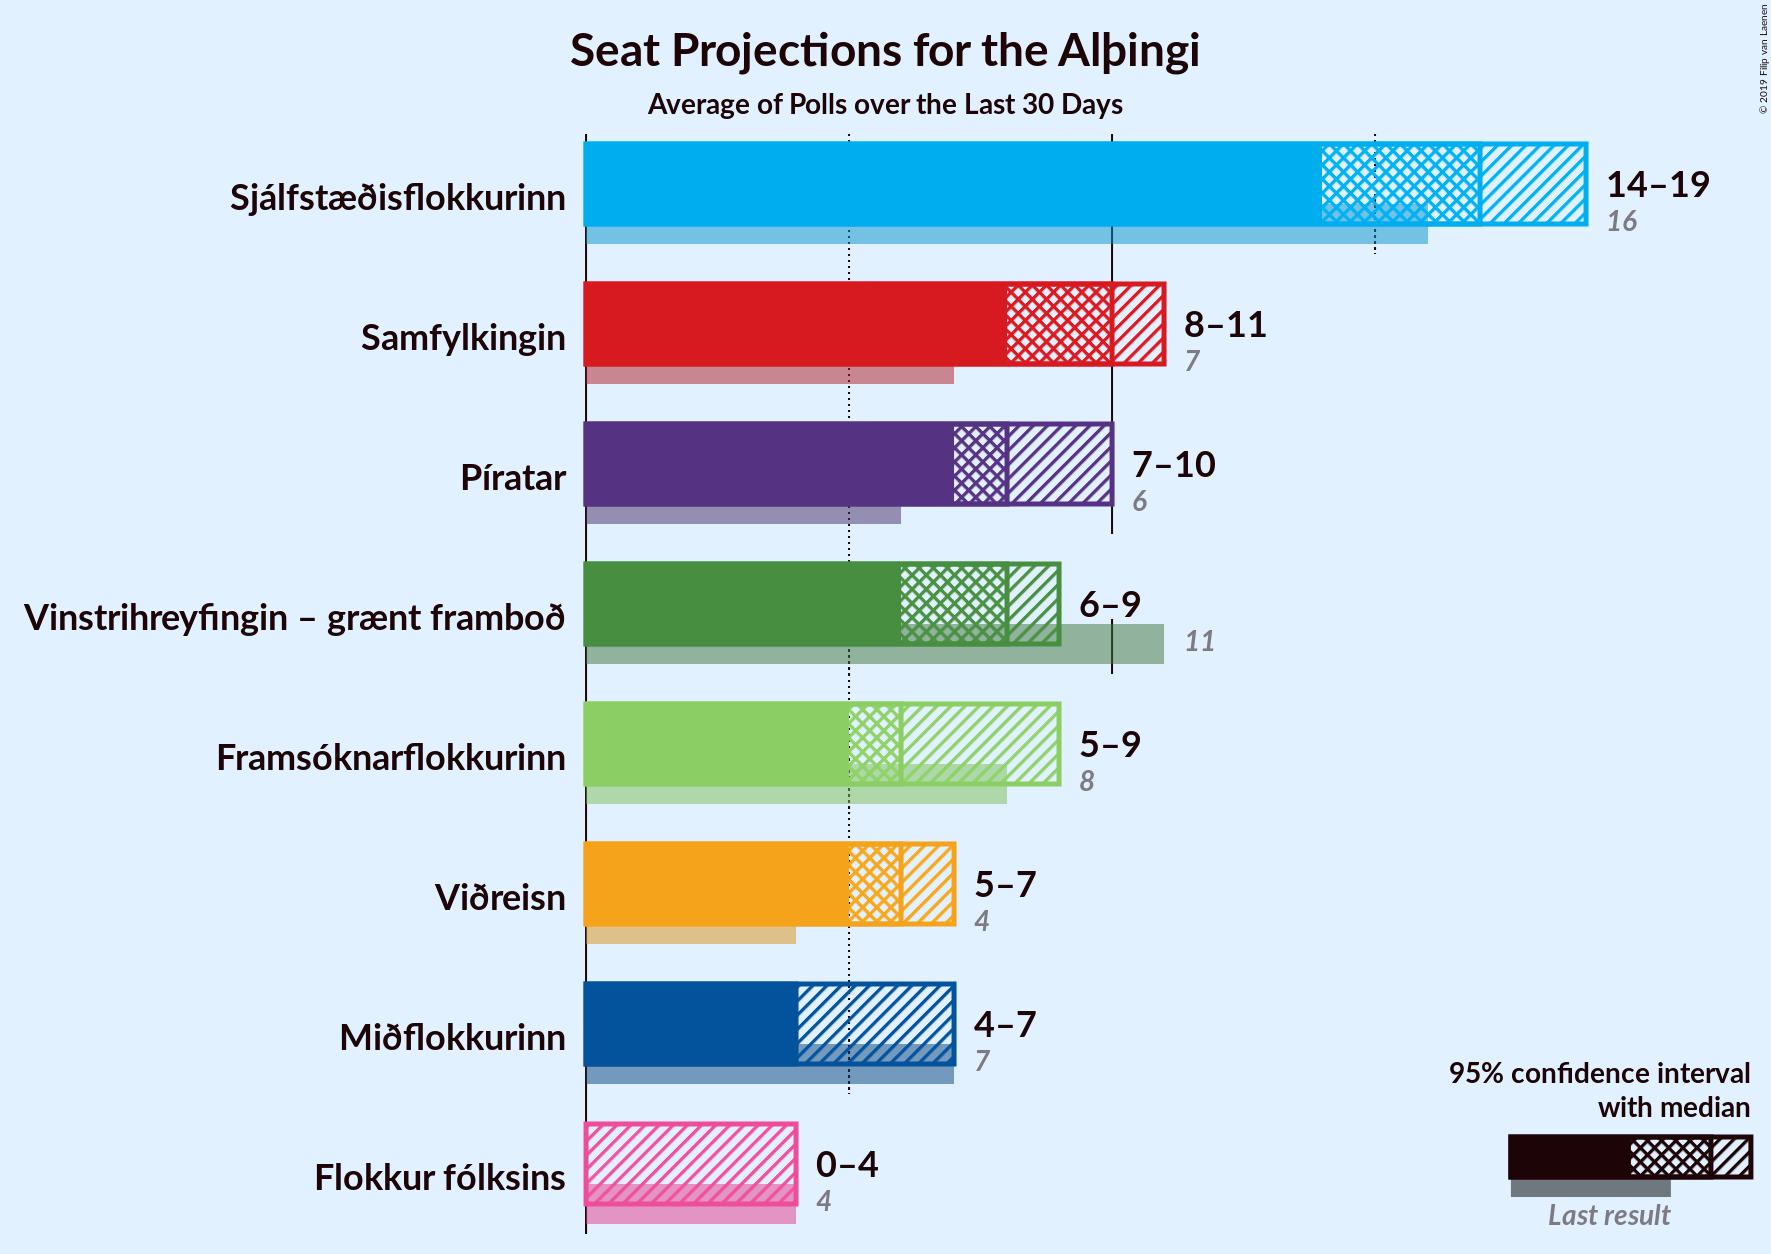 Seat Projections for the Alþingi
Average of Polls over the Last 30 Days
© 2019 Filip van Laenen
Sjálfstæðisflokkurinn
14–19
16
Samfylkingin
8–11
7
Píratar
7–10
6
Vinstrihreyfingin – grænt framboð
6–9
11
Framsóknarflokkurinn
5–9
8
Viðreisn
5–7
4
Miðflokkurinn
4–7
7
Flokkur fólksins
0–4
4
95% confidence interval
with median
Last result